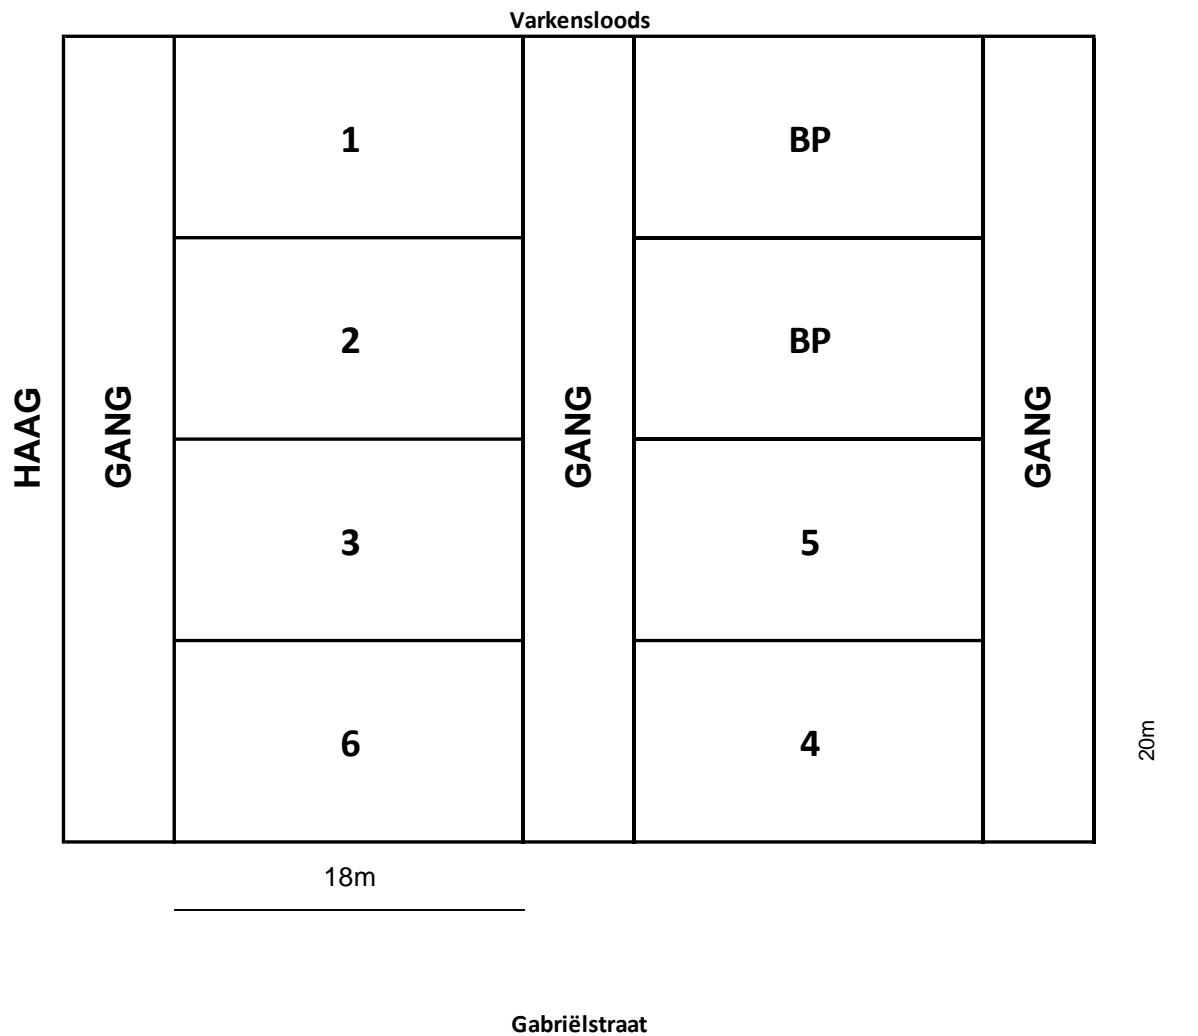 Varkensloods
1
BP
2
BP
HAAG
GANG
GANG
GANG
3
5
6
4
20m
18m
Gabriëlstraat